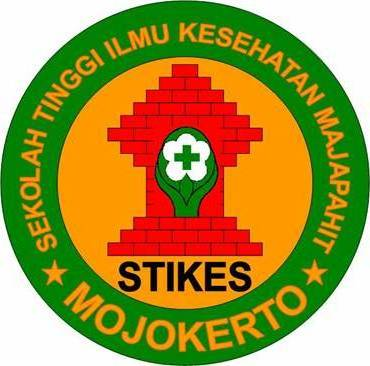 SEKOLAH TINGGI ILMU KESEHATAN MAJAPAHIT
STIKES
MOJOKERTO